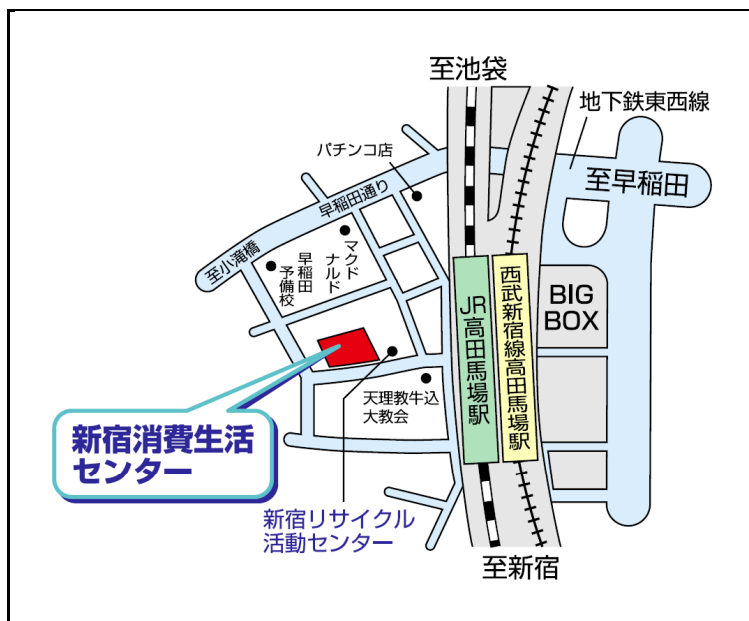 至池袋
地下鉄東西線
パチンコ店
至早稲田
早稲田通り
至小滝橋
マクド
ナルド
早稲田
予備校
BIG
BOX
JR高田馬場駅
西武新宿線高田馬場駅
天理教牛込
大教会
新宿消費生活
センター
新宿リサイクル
活動センター
至新宿